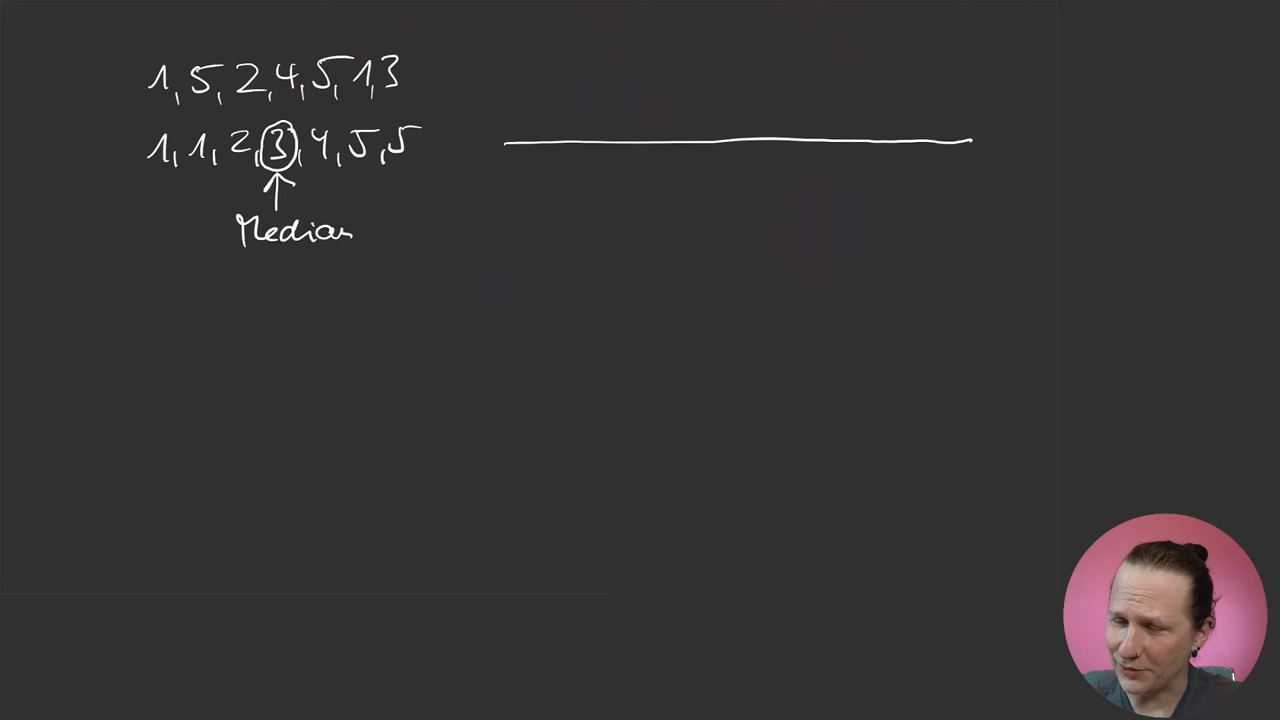 1, 5, 2, 4, 5, 1, 3
1, 1, 2, 3, 4, 5, 5
Median